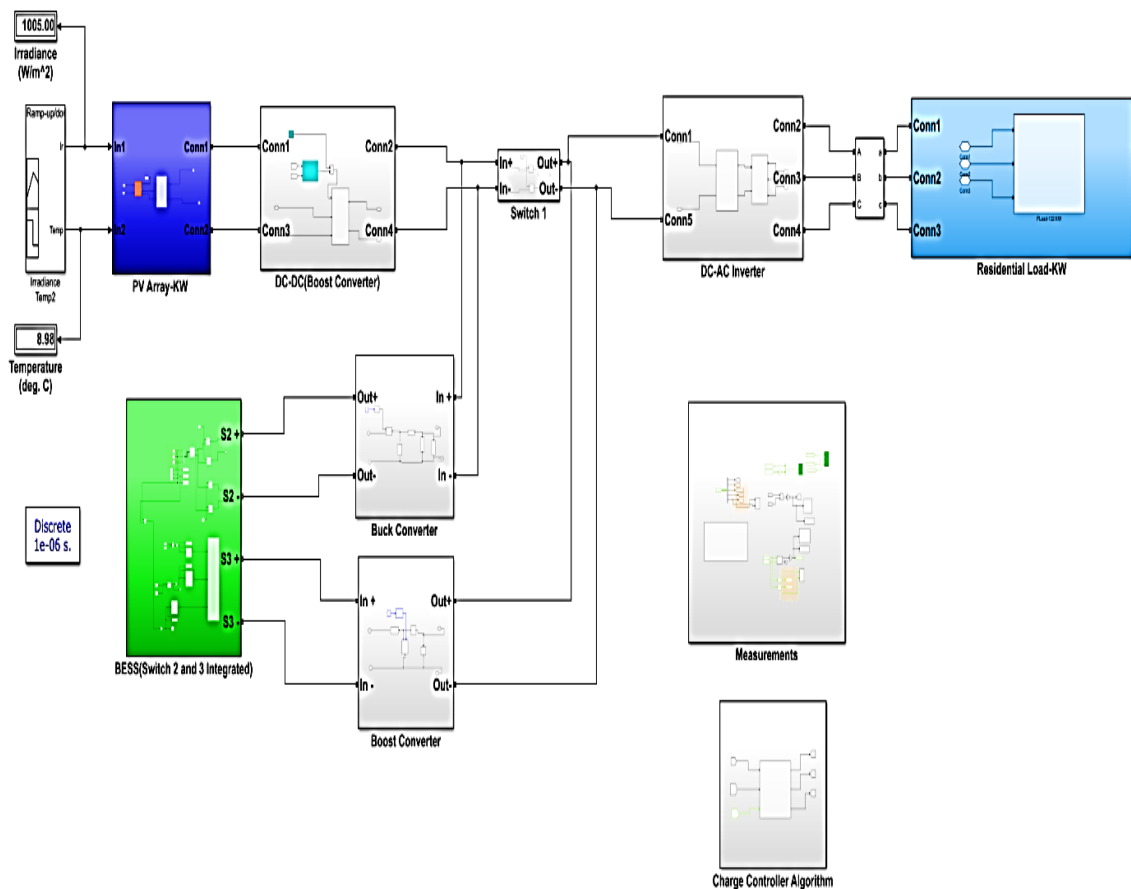 1005.00
Irradiance
(W/m^2)
Ramp-up/do
Ir
Temp
Irradiance
Temp2
8.98
Temperature
(deg. C)
In1
In2
Conn1
Conn2
PV Array-KW
Conn1
Conn3
Conn2
Conn4
DC-DC(Boost Converter)
In+
In-
Out+
Out-
Switch 1
Conn1
Conn5
Conn2
Conn3
Conn4
DC-AC Inverter
A
B
C
a
b
c
Conn1
Conn2
Conn3
Residential Load-KW
Out+
Out-
In +
In -
Buck Converter
S2 +
S2 -
S3 +
S3 -
BESS(Switch 2 and 3 Integrated)
Discrete
1e-06 s.
In +
In -
Out+
Out-
Boost Converter
Measurements
Charge Controller Algorithm